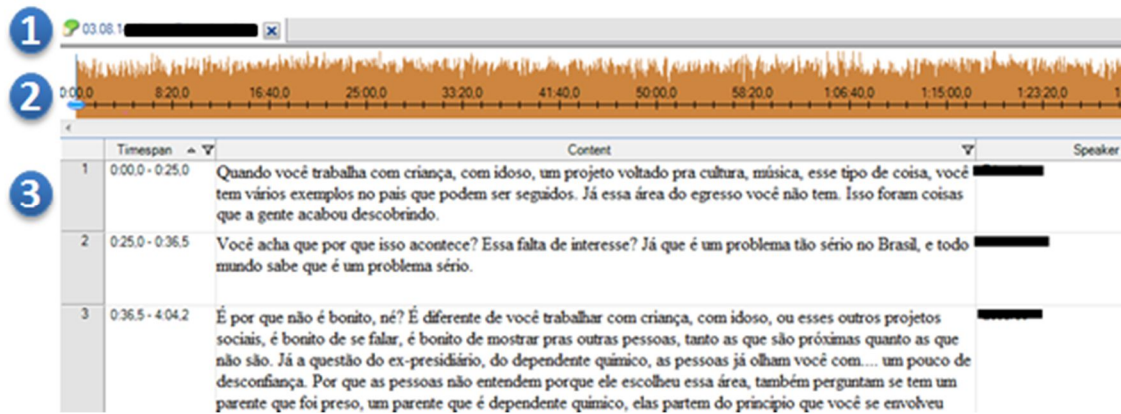 1
03.08.1
2
0:00,0 8:20,0 16:40,0 25:00,0 33:20,0 41:40,0 50:00,0 58:20,0 1:06:40,0 1:15:00,0 1:23:20,0 1
Timespan Content Speaker
3
1 0:00,0 - 0:25,0 Quando você trabalha com criança, com idoso, um projeto voltado pra cultura, música, esse tipo de coisa, você
tem vários exemplos no pais que podem ser seguidos. Já essa área do egresso você não tem. Isso foram coisas
que a gente acabou descobrindo.
2 0:25,0 - 0:36,5 Você acha que por que isso acontece? Essa falta de interesse? Já que é um problema tão sério no Brasil, e todo
mundo sabe que é um problema sério.
3 0:36,5 - 4:04,2 É por que não é bonito, né? É diferente de você trabalhar com criança, com idoso, ou esses outros projetos
sociais, é bonito de se falar, é bonito de mostrar pras outras pessoas, tanto as que são próximas quanto as que
não são. Já a questão do ex-presidiário, do dependente quimico, as pessoas já olham você com.... um pouco de
desconfiança. Por que as pessoas não entendem porque ele escolheu essa área, também perguntam se tem um
parente que foi preso, um parente que é dependente químico, elas partem do principio que você se envolveu